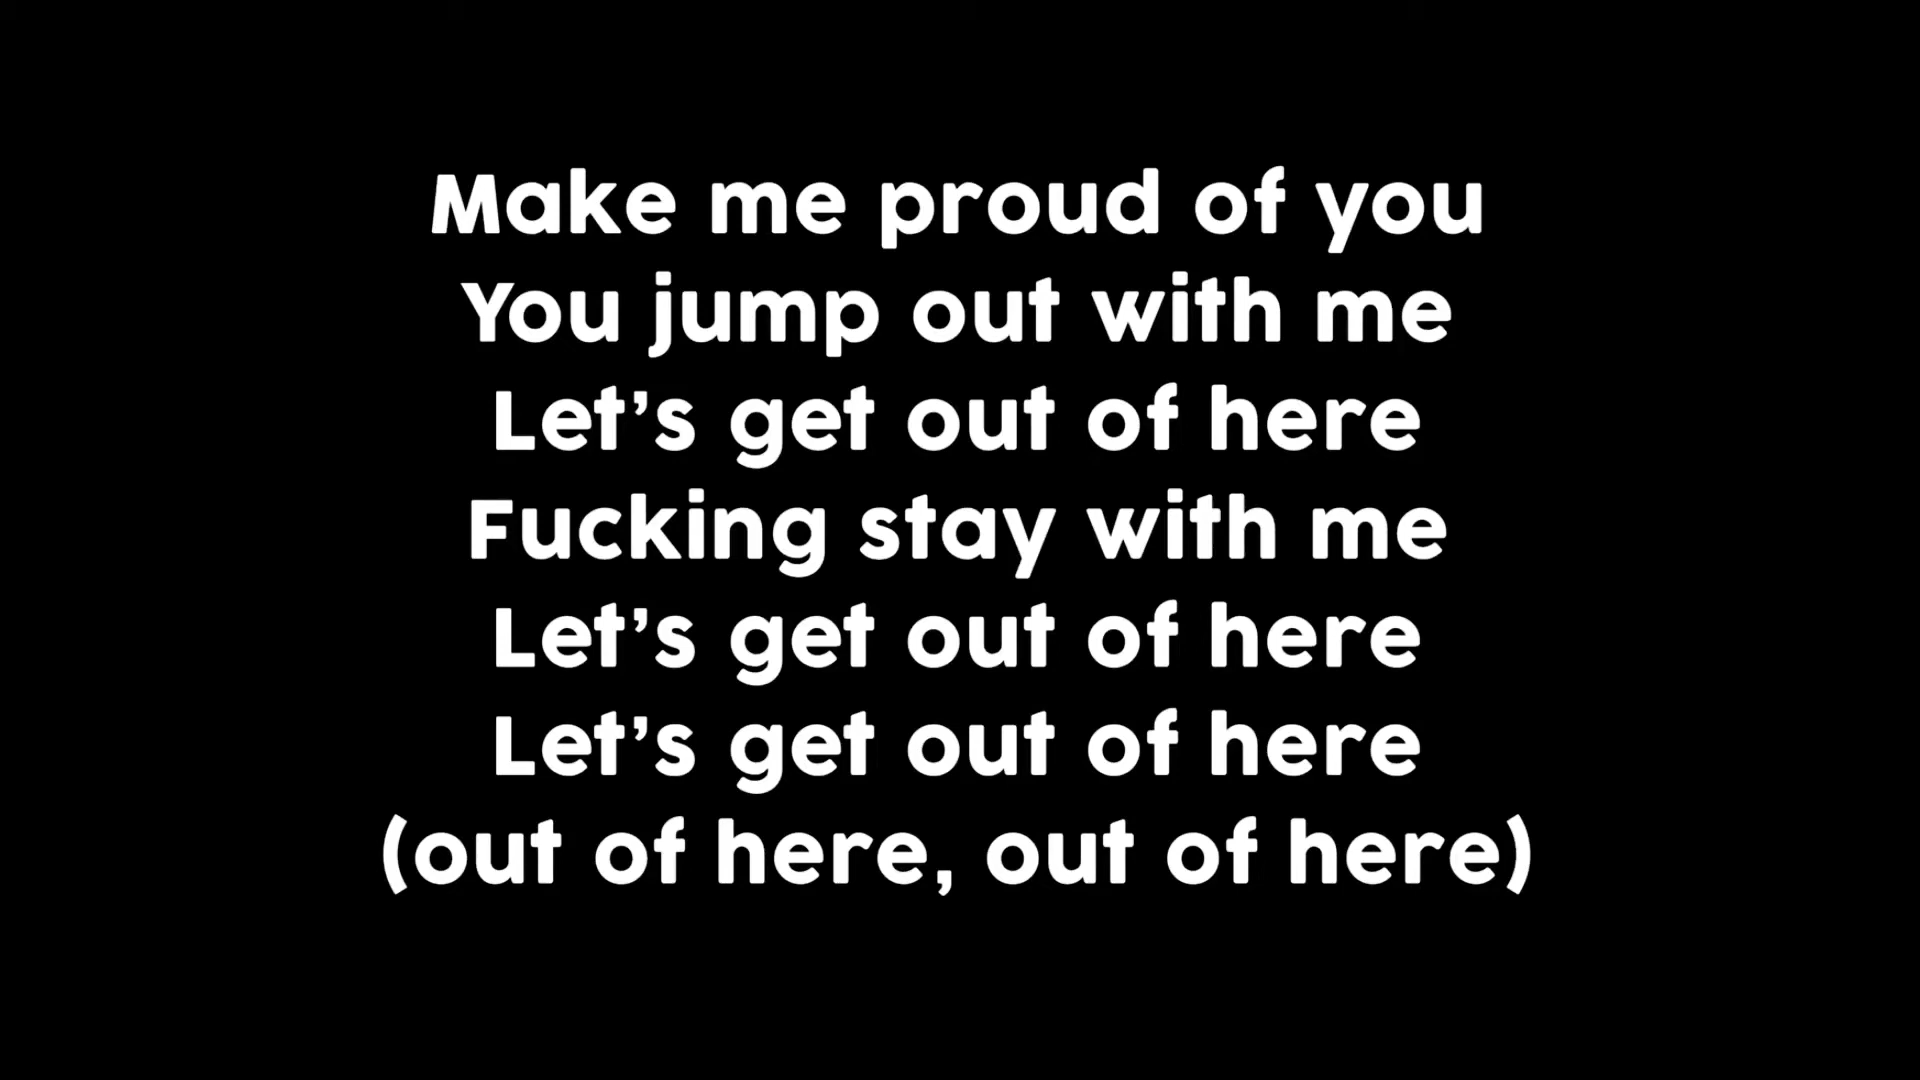 Make me proud of you
You jump out with me
Let’s get out of here
Fucking stay with me
Let’s get out of here
Let’s get out of here
(out of here, out of here)